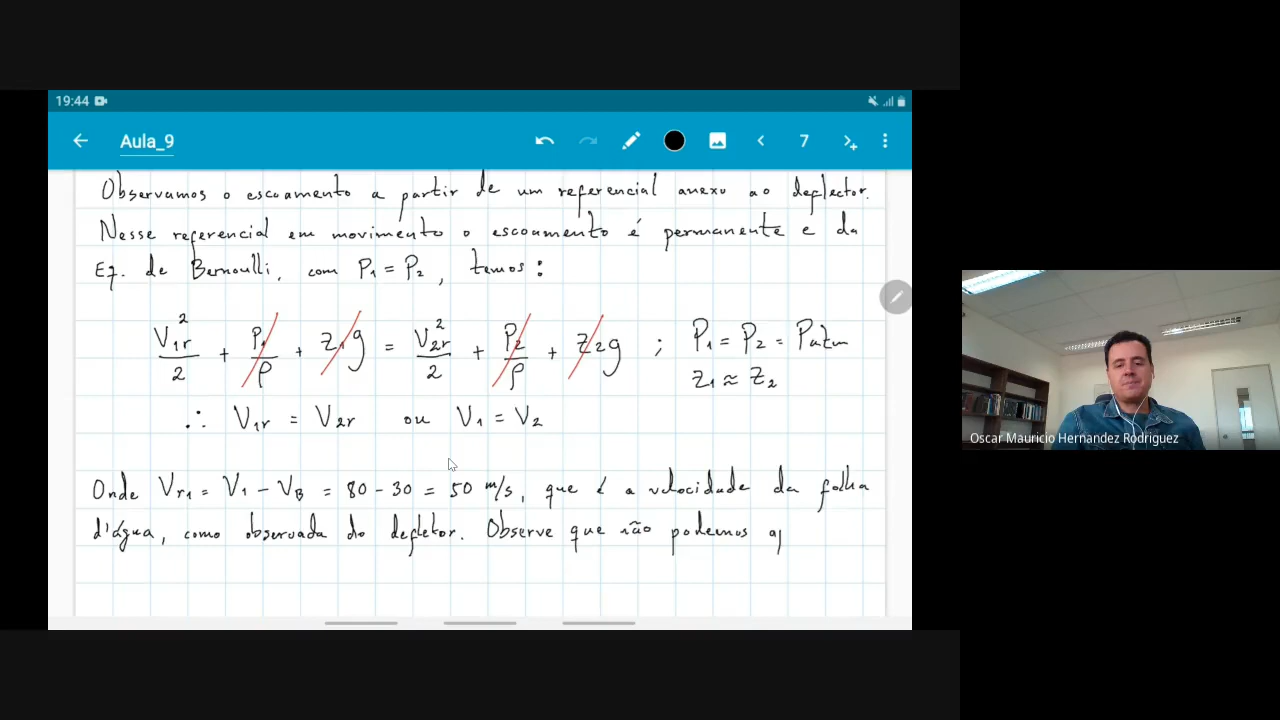 19:44
Aula_9
7
Observamos o escoamento a partir de um referencial anexo ao deflector.
Nesse referencial em movimento o escoamento é permanente e da
Eq. de Bernoulli, com P1 = P2, temos:
V1r²/2 + P1/ρ + Z1g = V2r²/2 + P2/ρ + Z2g ; P1 = P2 = Patm
Z1 ≈ Z2
∴ V1r = V2r ou V1 = V2
Onde Vr1 = V1 - VB = 80 - 30 = 50 m/s, que é a velocidade da folha
d'água, como observada do defletor. Observe que não podemos a
Oscar Mauricio Hernandez Rodriguez